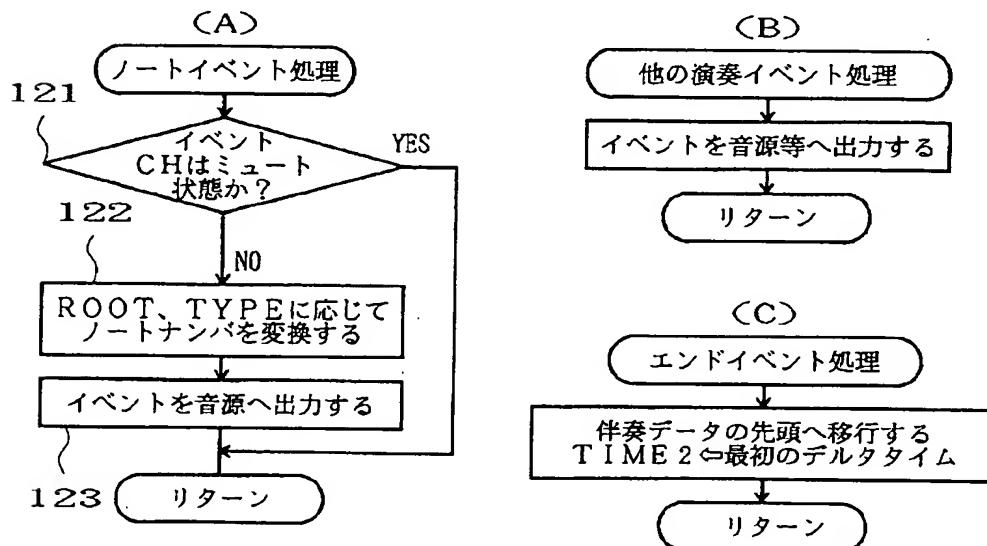 (A)
ノートイベント処理
121
イベント
CHはミュート
状態か?
YES
122
NO
ROOT、TYPEに応じて
ノートナンバを変換する
イベントを音源へ出力する
123
リターン
(B)
他の演奏イベント処理
イベントを音源等へ出力する
リターン
(C)
エンドイベント処理
伴奏データの先頭へ移行する
TIME2⇦最初のデルタタイム
リターン